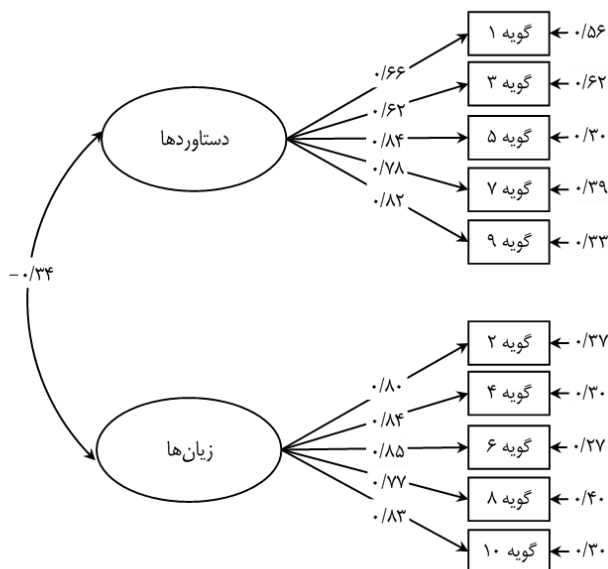 گویه ۱
۰/۵۶
۰/۶۶
گویه ۳
۰/۶۲
۰/۶۲
دستاوردها
گویه ۵
۰/۳۰
۰/۸۴
گویه ۷
۰/۳۹
۰/۷۸
گویه ۹
۰/۳۳
۰/۸۲
−۰/۳۴
گویه ۲
۰/۳۷
۰/۸۰
گویه ۴
۰/۳۰
۰/۸۴
زیان‌ها
گویه ۶
۰/۲۷
۰/۸۵
گویه ۸
۰/۴۰
۰/۷۷
گویه ۱۰
۰/۳۰
۰/۸۳